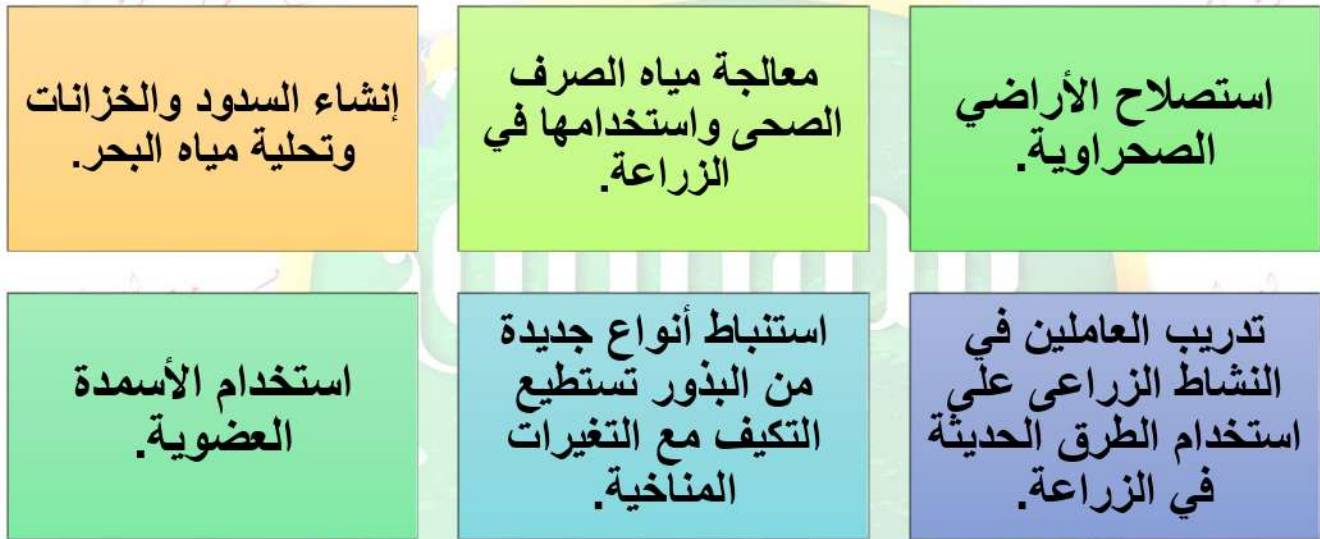 استصلاح الأراضي
الصحراوية.
معالجة مياه الصرف
الصحى واستخدامها في
الزراعة.
إنشاء السدود والخزانات
وتحلية مياه البحر.
تدريب العاملين في
النشاط الزراعى على
استخدام الطرق الحديثة
في الزراعة.
استنباط أنواع جديدة
من البذور تستطيع
التكيف مع التغيرات
المناخية.
استخدام الأسمدة
العضوية.